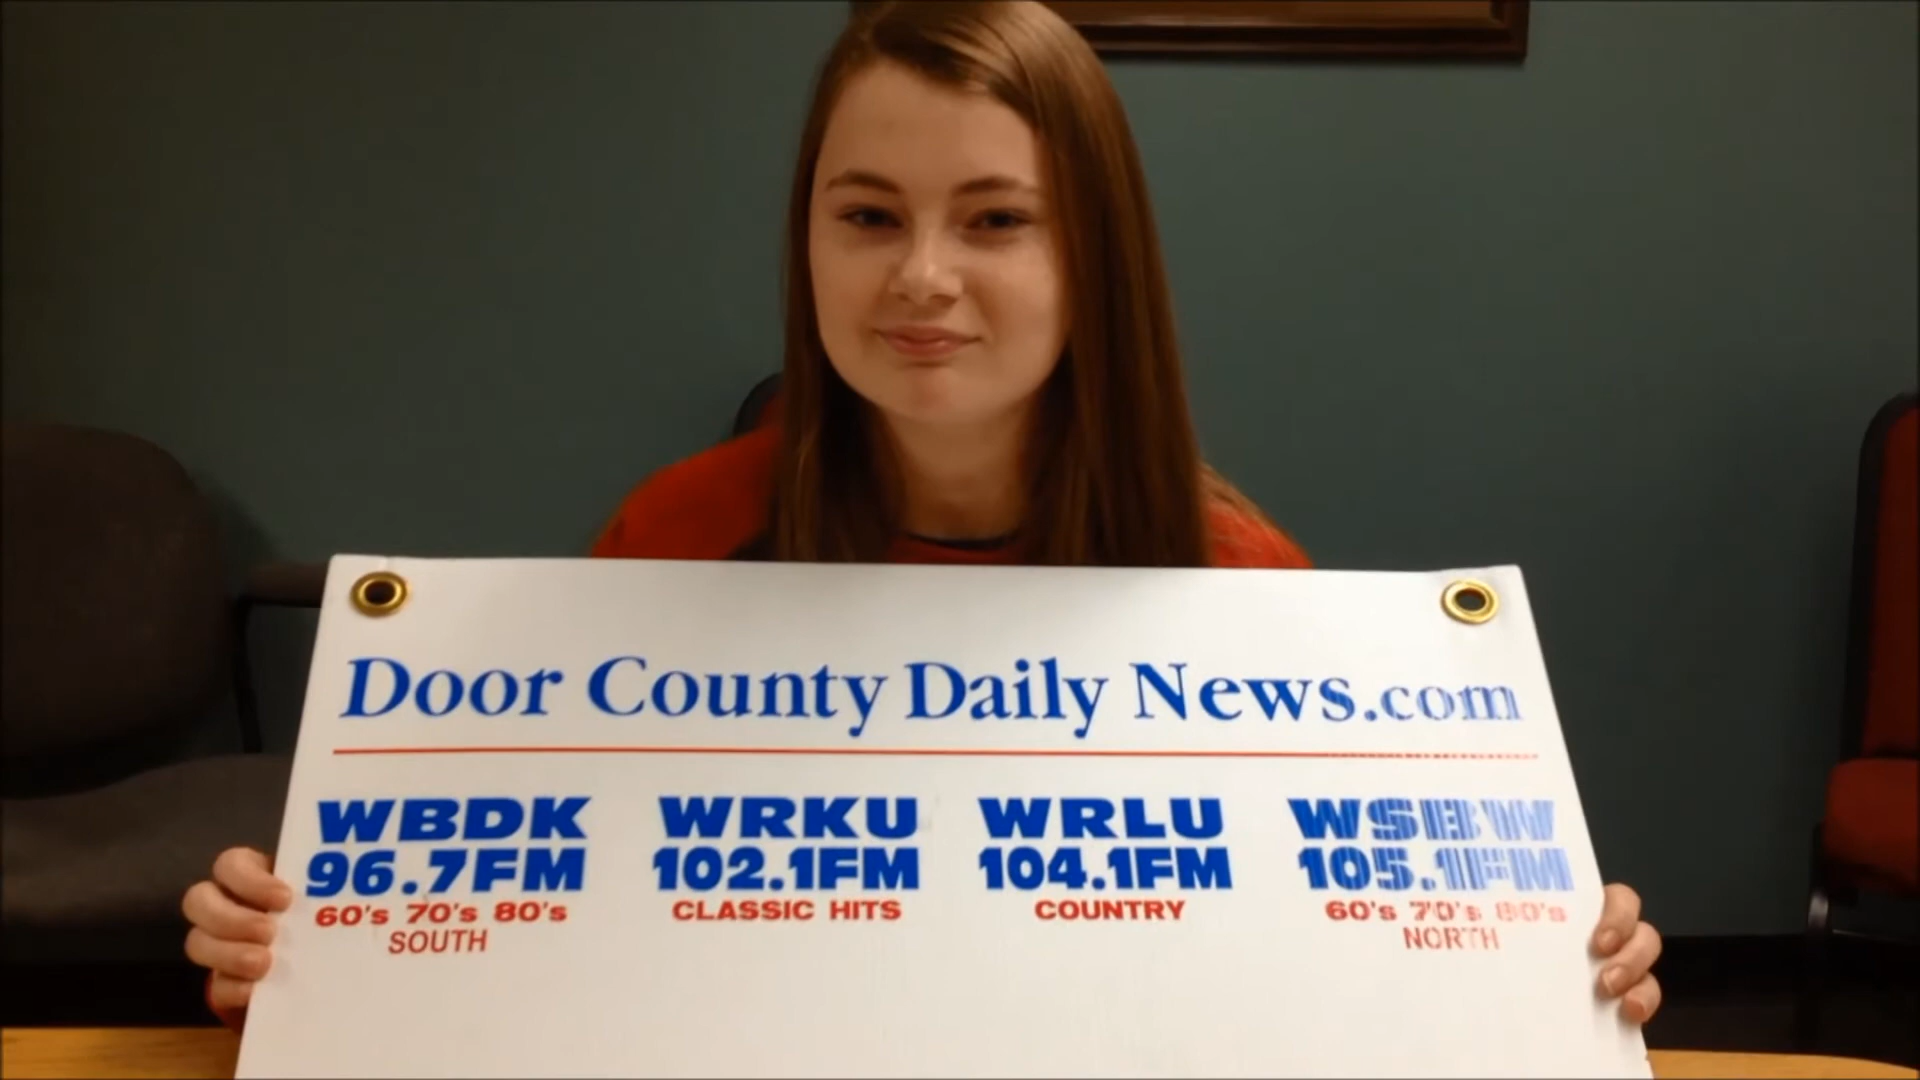 Door County Daily News.com
WBDK WRKU WRLU WSBW
96.7FM 102.1FM 104.1FM 105.1FM
60's 70's 80's CLASSIC HITS COUNTRY 60's 70's 80's
SOUTH NORTH